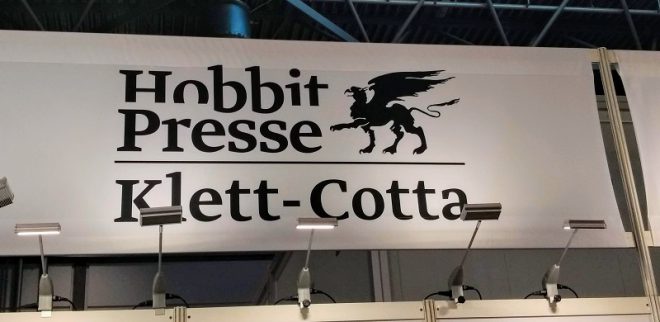 Hobbit
Presse
Klett-Cotta